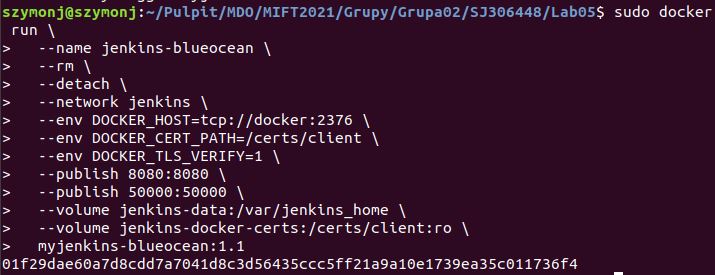 szymonj@szymonj:~/Pulpit/MDO/MIFT2021/Grupy/Grupa02/SJ306448/Lab05$ sudo docker
run \
>   --name jenkins-blueocean \
>   --rm \
>   --detach \
>   --network jenkins \
>   --env DOCKER_HOST=tcp://docker:2376 \
>   --env DOCKER_CERT_PATH=/certs/client \
>   --env DOCKER_TLS_VERIFY=1 \
>   --publish 8080:8080 \
>   --publish 50000:50000 \
>   --volume jenkins-data:/var/jenkins_home \
>   --volume jenkins-docker-certs:/certs/client:ro \
>   myjenkins-blueocean:1.1
01f29dae60a7d8cdd7a7041d8c3d56435ccc5ff21a9a10e1739ea35c011736f4